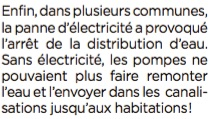 Enfin, dans plusieurs communes,
la panne d'électricité a provoqué
l'arrêt de la distribution d'eau.
Sans électricité, les pompes ne
pouvaient plus faire remonter
l'eau et l'envoyer dans les canali-
sations jusqu'aux habitations !